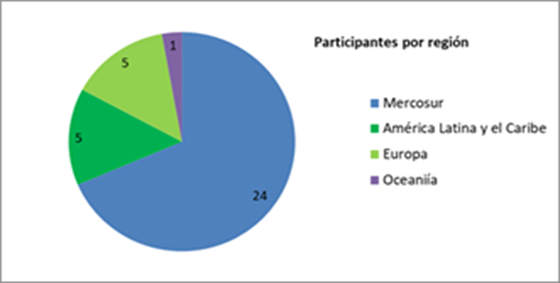 Participantes por región
1
5
5
24
Mercosur
América Latina y el Caribe
Europa
Oceaniía